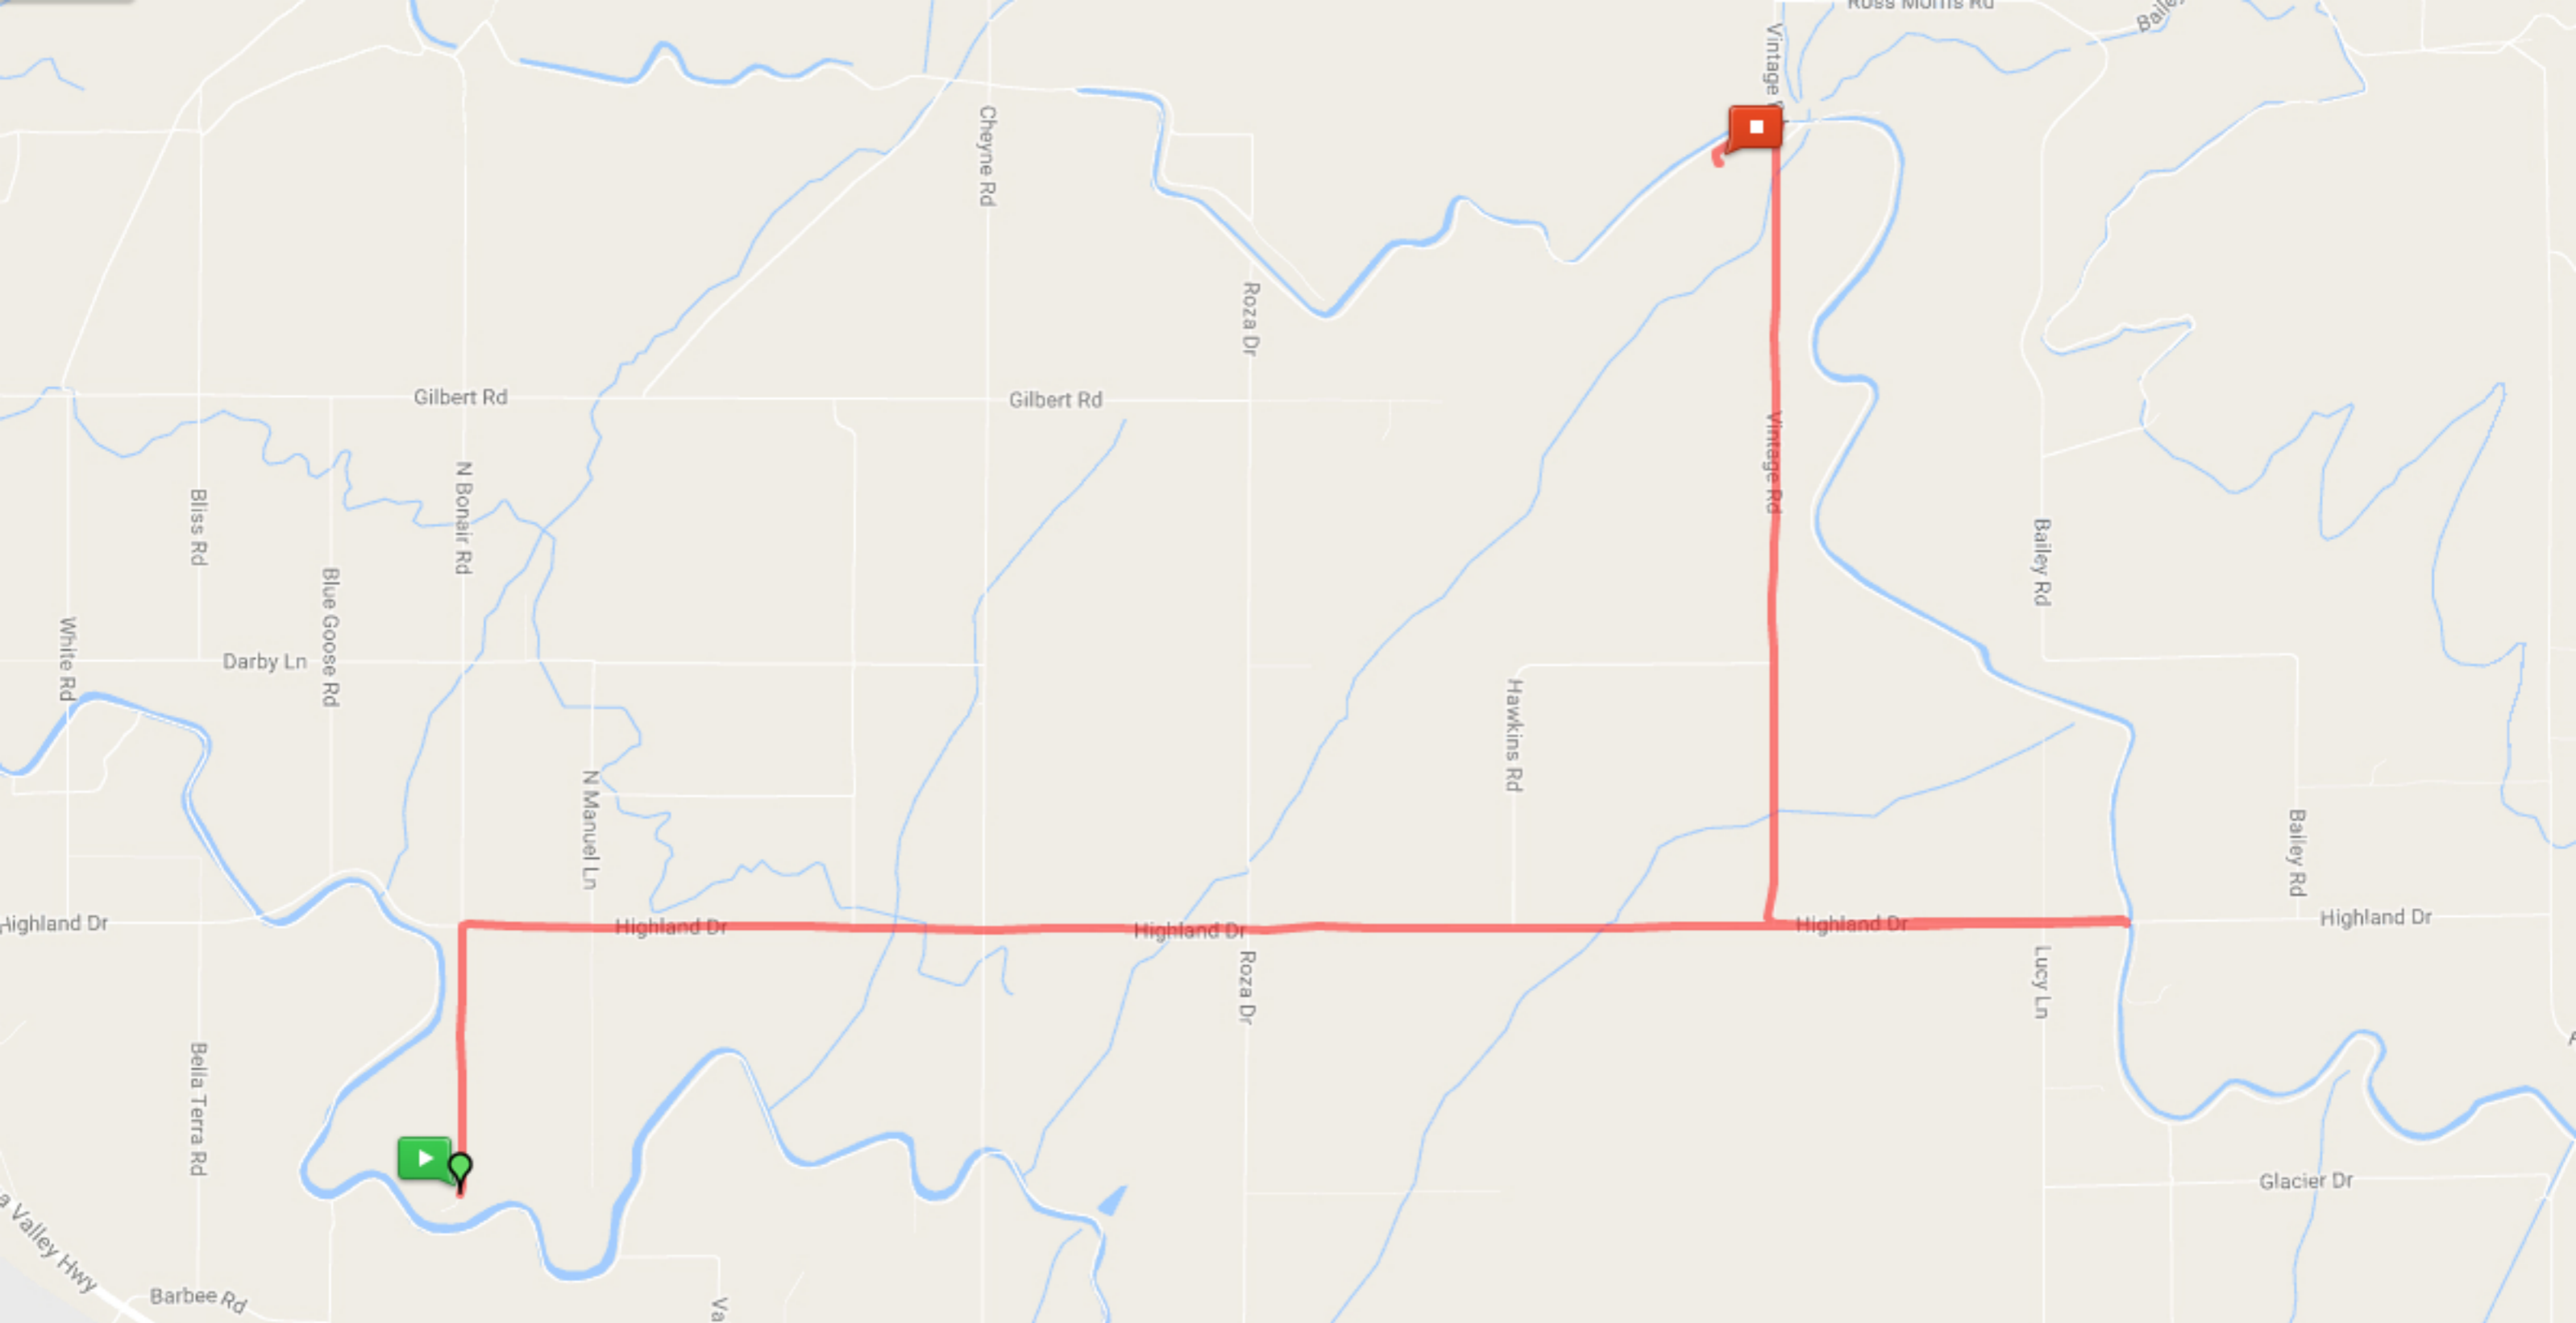 Ross Morris Rd
Vintage
Cheyne Rd
Roza Dr
Gilbert Rd
Gilbert Rd
Vintage Rd
N Bonair Rd
Bliss Rd
Bailey Rd
Blue Goose Rd
White Rd
Darby Ln
Hawkins Rd
N Manuel Ln
Bailey Rd
Highland Dr
Highland Dr
Highland Dr
Highland Dr
Highland Dr
Roza Dr
Lucy Ln
Bella Terra Rd
Glacier Dr
a Valley Hwy
Barbee Rd
Va